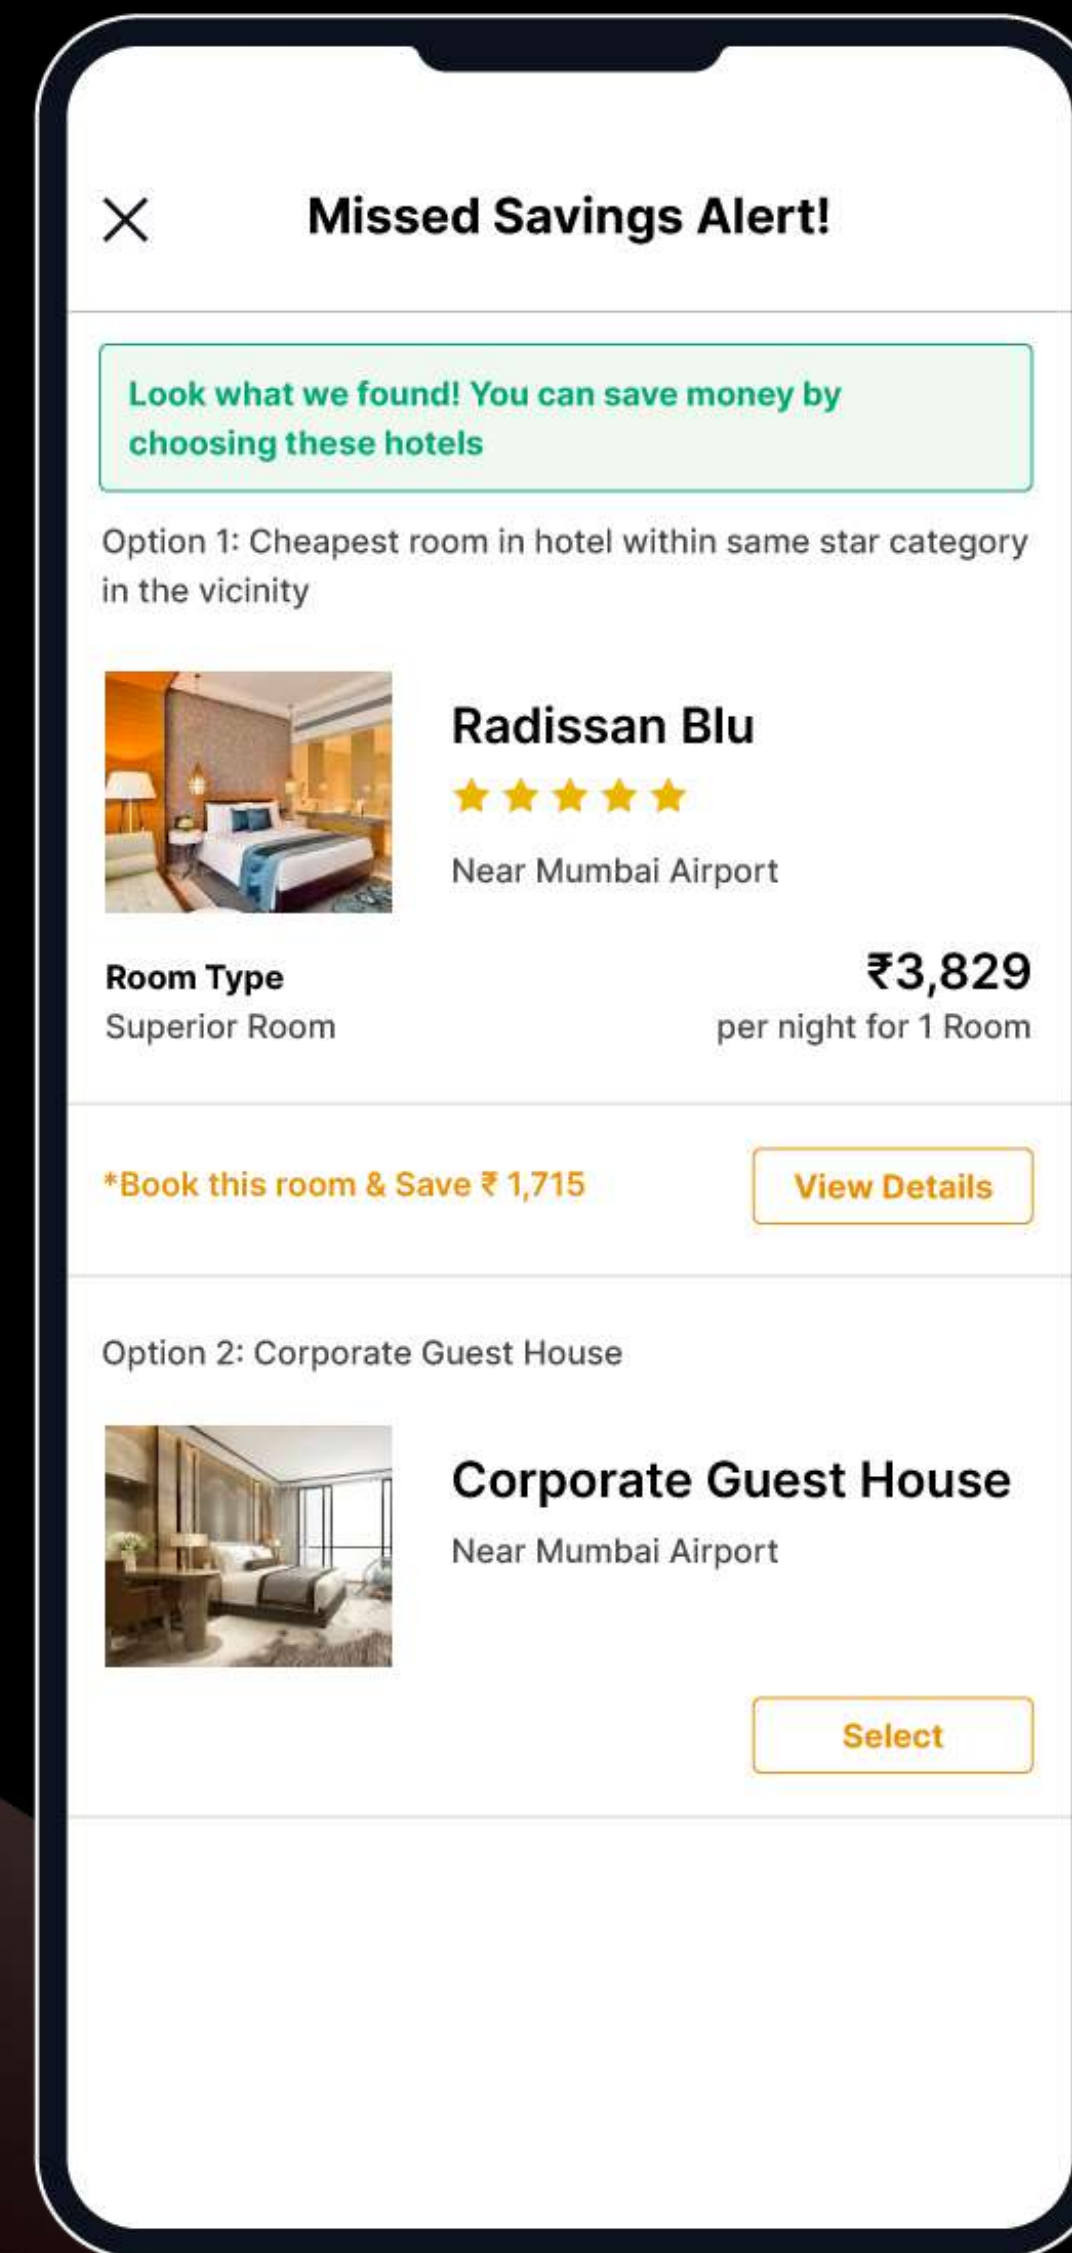 Missed Savings Alert!
Look what we found! You can save money by
choosing these hotels
Option 1: Cheapest room in hotel within same star category
in the vicinity
Radissan Blu
Near Mumbai Airport
Room Type
₹3,829
Superior Room
per night for 1 Room
*Book this room & Save ₹ 1,715
View Details
Option 2: Corporate Guest House
Corporate Guest House
Near Mumbai Airport
Select